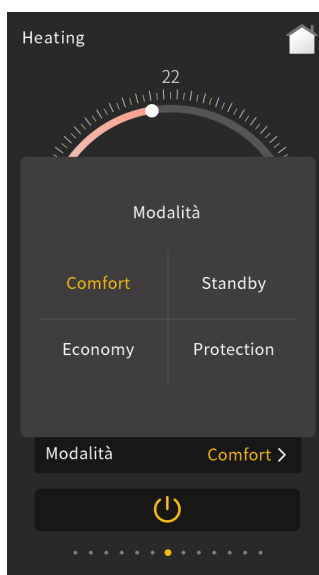 Heating
22
Modalità
Comfort Standby
Economy Protection
Modalità Comfort >